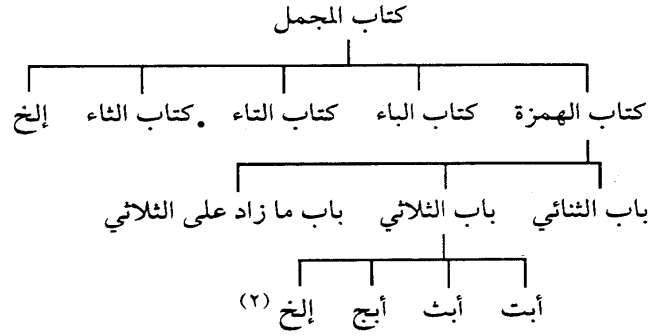 كتاب المجمل
كتاب الهمزة كتاب الباء كتاب التاء كتاب الثاء إلخ
باب الثنائي باب الثلاثي باب ما زاد على الثلاثي
أبت أبث أبج إلخ (٢)